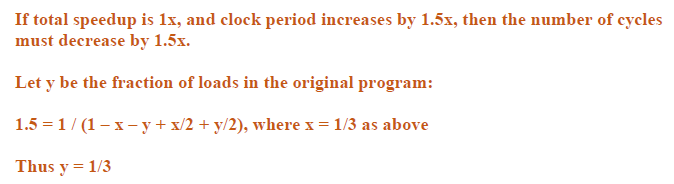 If total speedup is 1x, and clock period increases by 1.5x, then the number of cycles
must decrease by 1.5x.
Let y be the fraction of loads in the original program:
1.5 = 1 / (1 – x – y + x/2 + y/2), where x = 1/3 as above
Thus y = 1/3